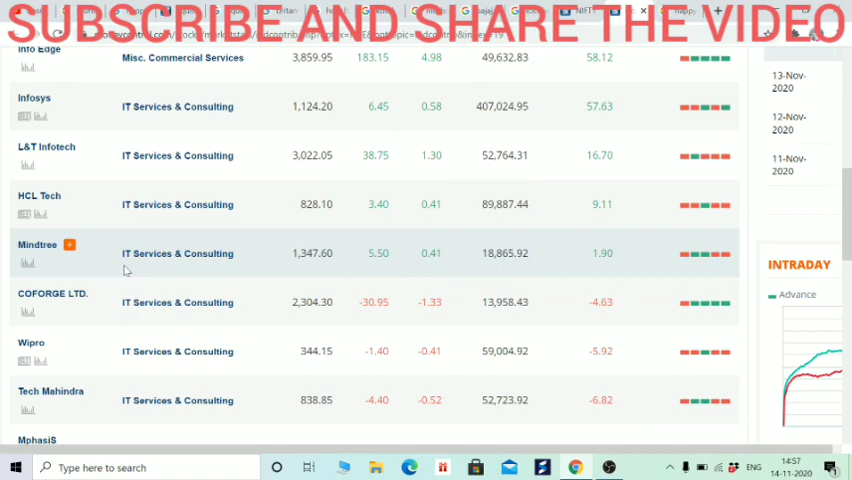 SUBSCRIBE AND SHARE THE VIDEO
Info Edge Misc. Commercial Services 3,859.95 183.15 4.98 49,632.83 58.12
Infosys IT Services & Consulting 1,124.20 6.45 0.58 407,024.95 57.63
L&T Infotech IT Services & Consulting 3,022.05 38.75 1.30 52,764.31 16.70
HCL Tech IT Services & Consulting 828.10 3.40 0.41 89,887.44 9.11
Mindtree + IT Services & Consulting 1,347.60 5.50 0.41 18,865.92 1.90
COFORGE LTD. IT Services & Consulting 2,304.30 -30.95 -1.33 13,958.43 -4.63
Wipro IT Services & Consulting 344.15 -1.40 -0.41 59,004.92 -5.92
Tech Mahindra IT Services & Consulting 838.85 -4.40 -0.52 52,723.92 -6.82
MphasiS
13-Nov-
2020
12-Nov-
2020
11-Nov-
2020
INTRADAY
Advance
Type here to search
ENG
14:57
14-11-2020